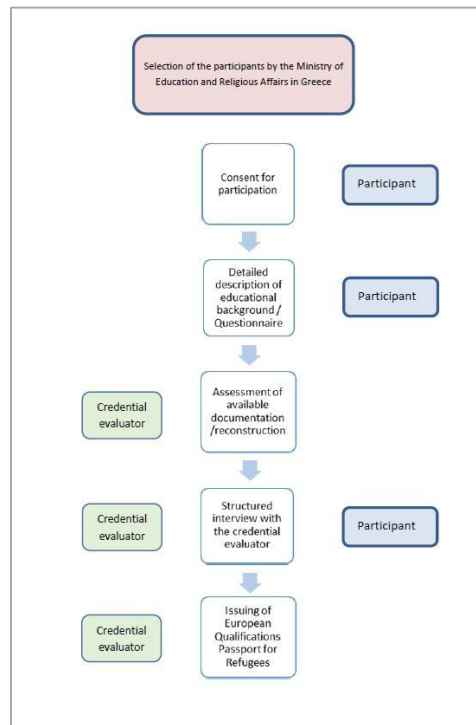 Selection of the participants by the Ministry of
Education and Religious Affairs in Greece
Consent for
participation
Participant
Detailed
description of
educational
background /
Questionnaire
Participant
Credential
evaluator
Assessment of
available
documentation
/reconstruction
Credential
evaluator
Structured
interview with
the credential
evaluator
Participant
Credential
evaluator
Issuing of
European
Qualifications
Passport for
Refugees